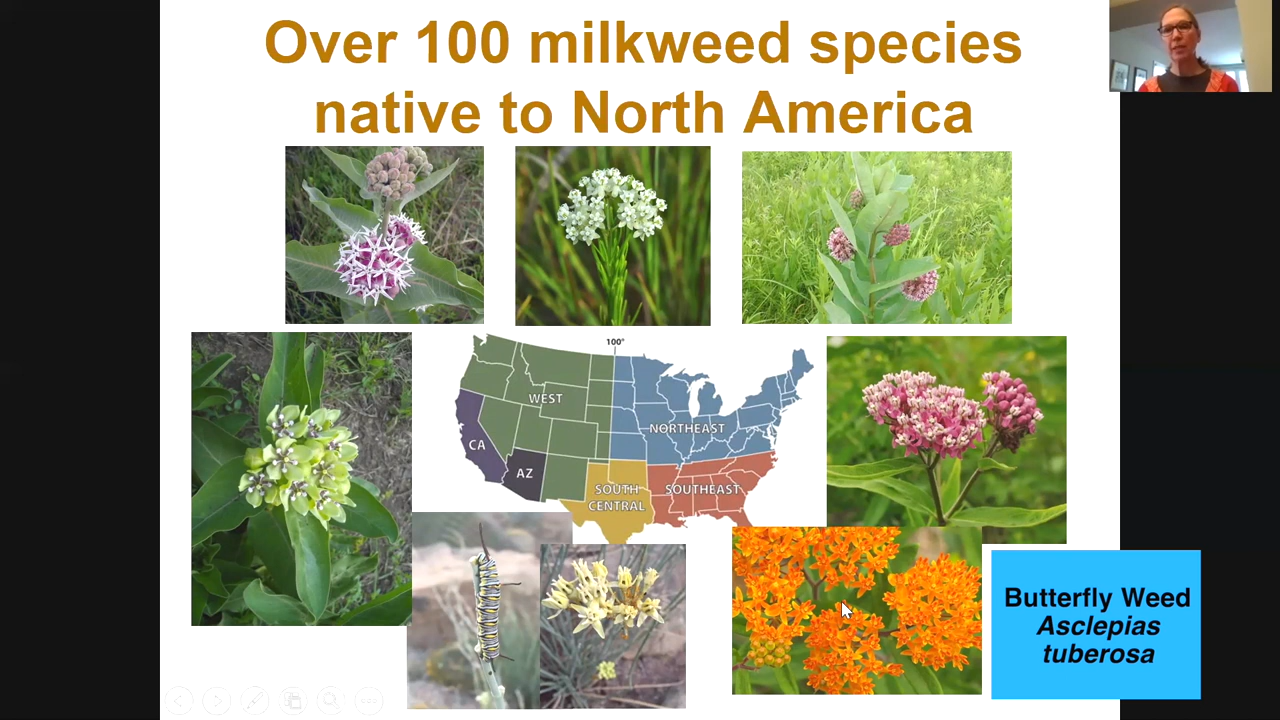 Over 100 milkweed species
native to North America
100°
WEST
NORTHEAST
CA
AZ
SOUTH
CENTRAL
SOUTHEAST
Butterfly Weed
Asclepias
tuberosa